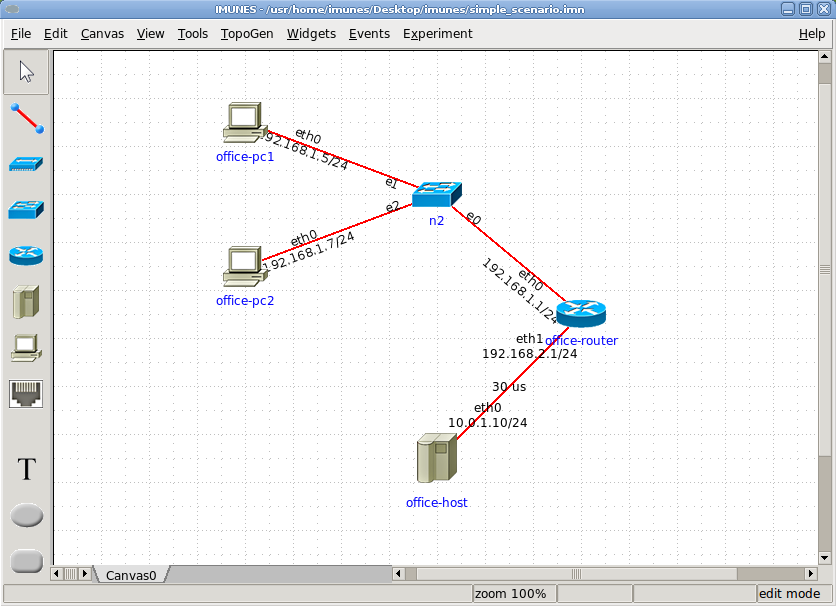 IMUNES - /usr/home/imunes/Desktop/imunes/simple_scenario.imn
File Edit Canvas View Tools TopoGen Widgets Events Experiment Help
eth0
92.168.1.5/24
office-pc1
e1
n2
e2
e0
eth0
192.168.1.7/24
office-pc2
eth0
192.168.1.1/24
office-router
eth1
192.168.2.1/24
30 us
eth0
10.0.1.10/24
office-host
T
Canvas0
zoom 100%
edit mode